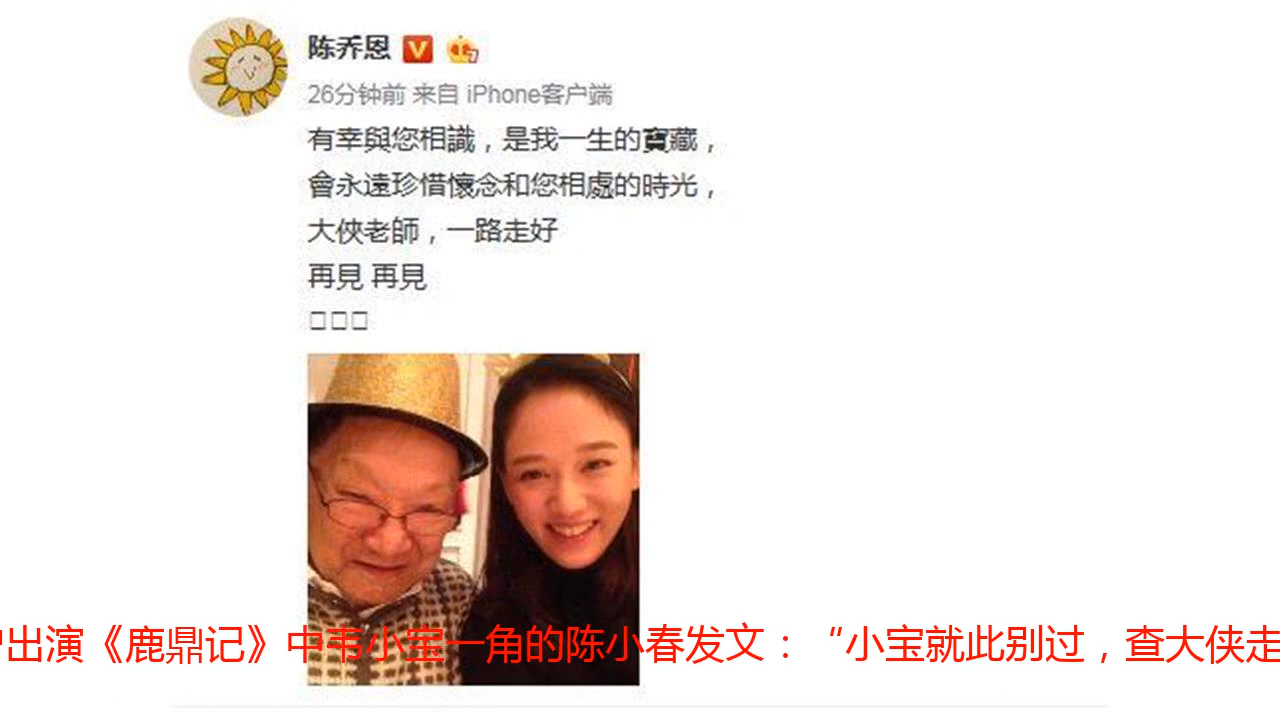 陈乔恩
26分钟前 来自 iPhone客户端
有幸與您相識，是我一生的寶藏，
會永遠珍惜懷念和您相處的時光，
大俠老師，一路走好
再見 再見
出演《鹿鼎记》中韦小宝一角的陈小春发文：“小宝就此别过，查大侠走